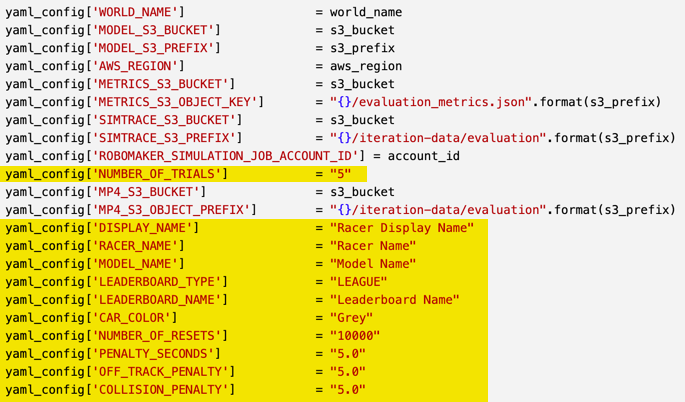 yaml_config['WORLD_NAME'] = world_name
yaml_config['MODEL_S3_BUCKET'] = s3_bucket
yaml_config['MODEL_S3_PREFIX'] = s3_prefix
yaml_config['AWS_REGION'] = aws_region
yaml_config['METRICS_S3_BUCKET'] = s3_bucket
yaml_config['METRICS_S3_OBJECT_KEY'] = "{}/evaluation_metrics.json".format(s3_prefix)
yaml_config['SIMTRACE_S3_BUCKET'] = s3_bucket
yaml_config['SIMTRACE_S3_PREFIX'] = "{}/iteration-data/evaluation".format(s3_prefix)
yaml_config['ROBOMAKER_SIMULATION_JOB_ACCOUNT_ID'] = account_id
yaml_config['NUMBER_OF_TRIALS'] = "5"
yaml_config['MP4_S3_BUCKET'] = s3_bucket
yaml_config['MP4_S3_OBJECT_PREFIX'] = "{}/iteration-data/evaluation".format(s3_prefix)
yaml_config['DISPLAY_NAME'] = "Racer Display Name"
yaml_config['RACER_NAME'] = "Racer Name"
yaml_config['MODEL_NAME'] = "Model Name"
yaml_config['LEADERBOARD_TYPE'] = "LEAGUE"
yaml_config['LEADERBOARD_NAME'] = "Leaderboard Name"
yaml_config['CAR_COLOR'] = "Grey"
yaml_config['NUMBER_OF_RESETS'] = "10000"
yaml_config['PENALTY_SECONDS'] = "5.0"
yaml_config['OFF_TRACK_PENALTY'] = "5.0"
yaml_config['COLLISION_PENALTY'] = "5.0"